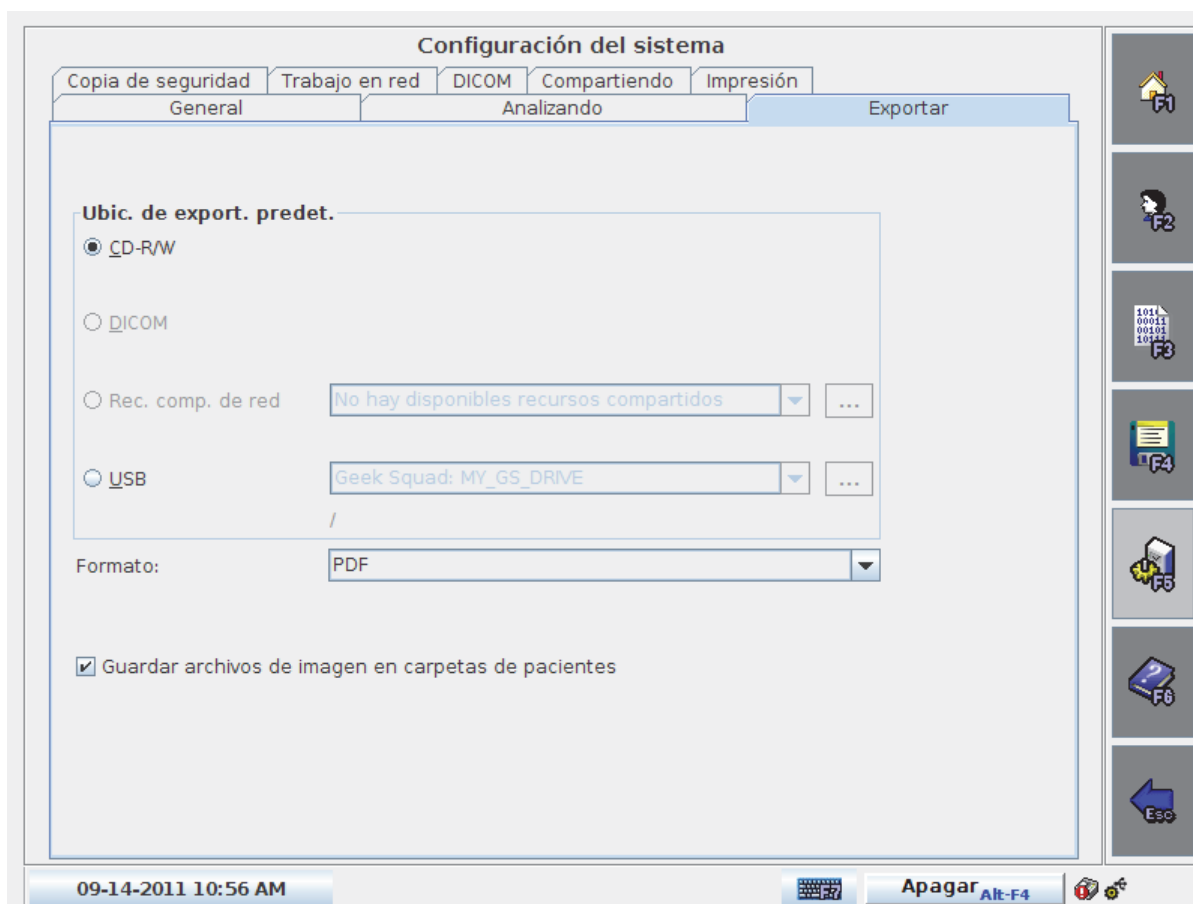 Configuración del sistema
Copia de seguridad Trabajo en red DICOM Compartiendo Impresión
General Analizando Exportar
Ubic. de export. predet.
CD-R/W
DICOM
Rec. comp. de red No hay disponibles recursos compartidos ...
USB Geek Squad: MY_GS_DRIVE ...
/
Formato: PDF
Guardar archivos de imagen en carpetas de pacientes
F1
F2
F3
F4
F5
F6
Esc
09-14-2011 10:56 AM Apagar Alt-F4